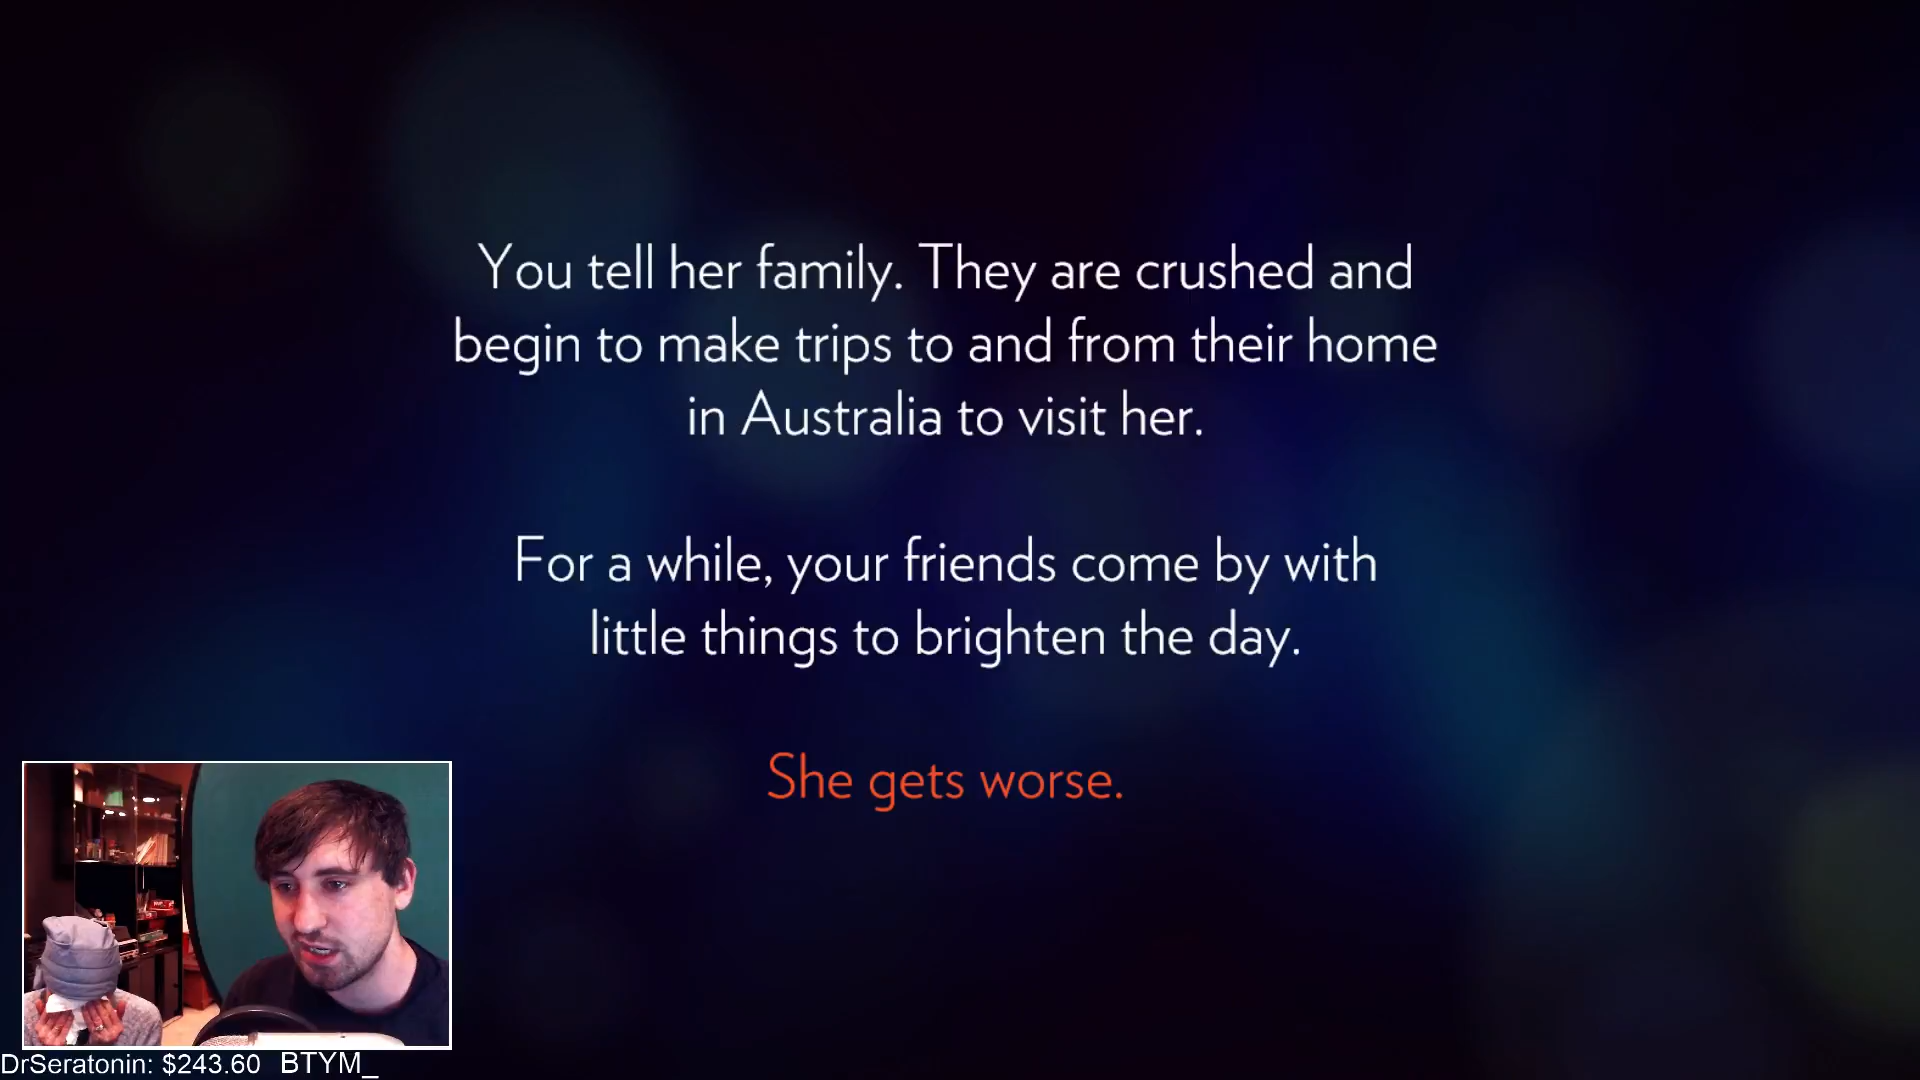 You tell her family. They are crushed and
begin to make trips to and from their home
in Australia to visit her.
For a while, your friends come by with
little things to brighten the day.
She gets worse.
DrSeratonin: $243.60 BTYM_